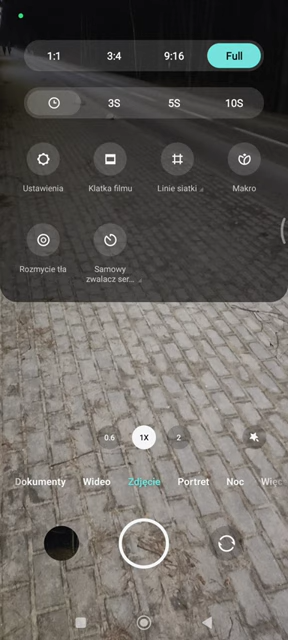 1:1 3:4 9:16 Full
3S 5S 10S
Ustawienia Klatka filmu Linie siatki Makro
Rozmycie tła Samowy
zwalacz ser...
0.6 1X 2
Dokumenty Wideo Zdjęcie Portret Noc Więc